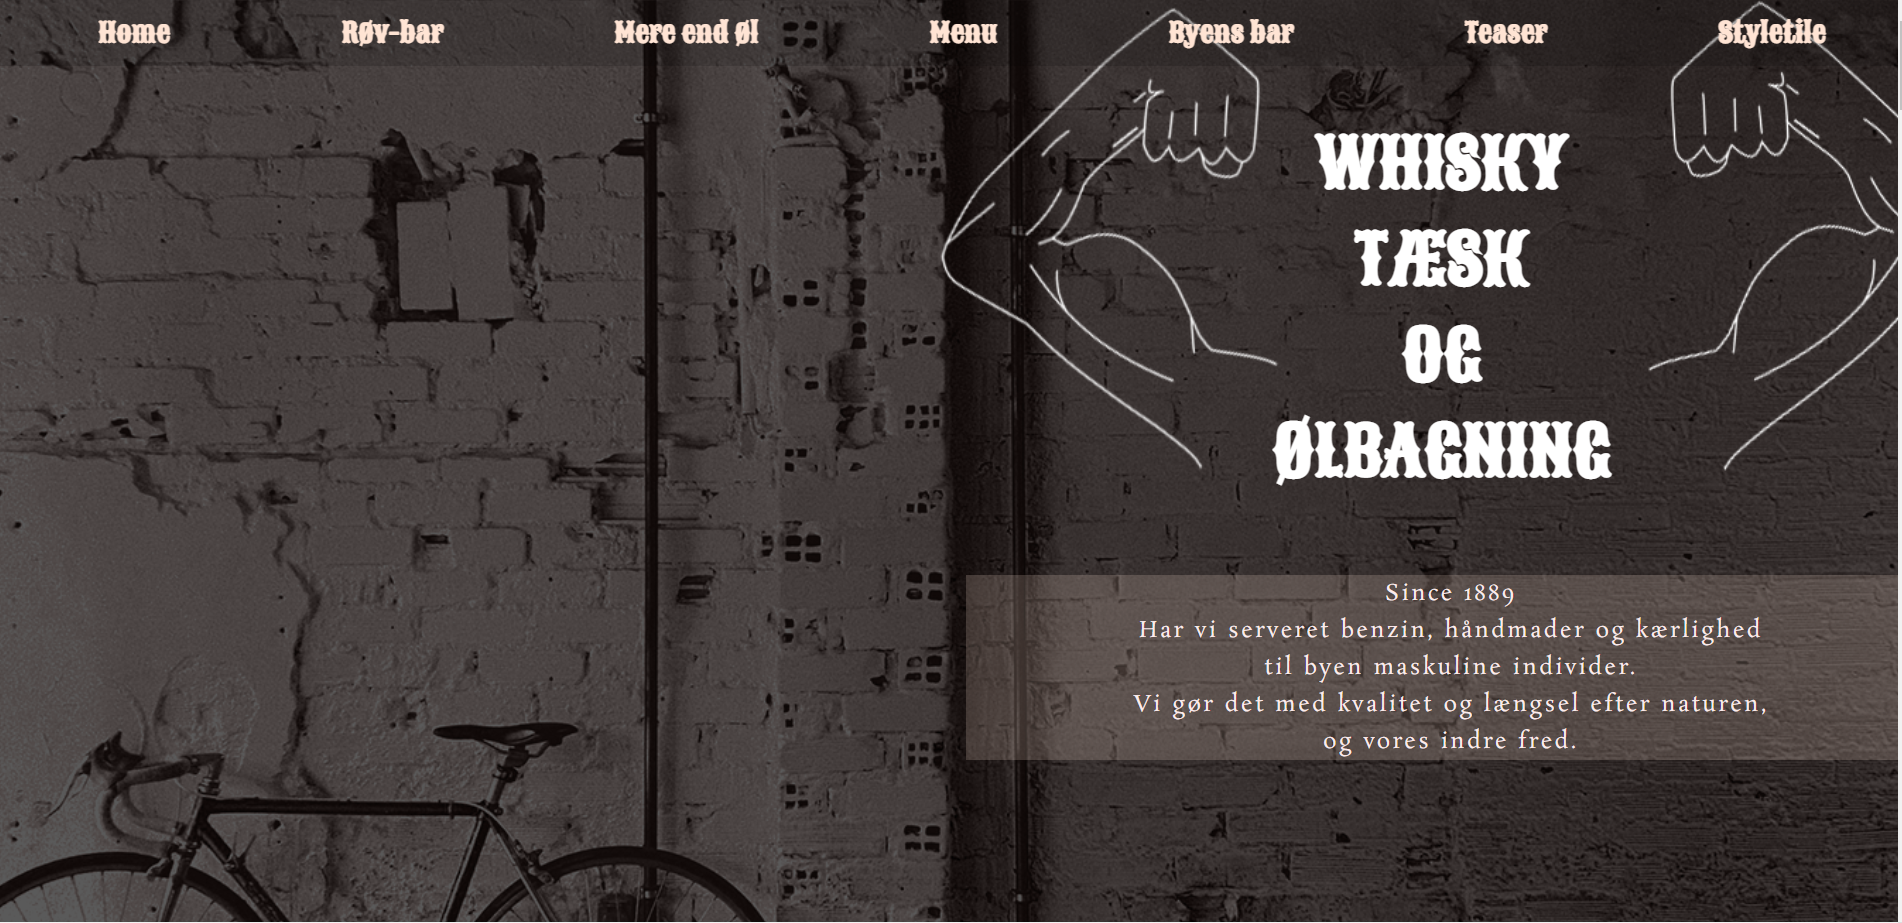 Home
Røv-bar
Mere end øl
Menu
Byens bar
Teaser
Styletile
WHISKY
TÆSK
OG
ØLBAGNING
Since 1889
Har vi serveret benzin, håndmader og kærlighed
til byen maskuline individer.
Vi gør det med kvalitet og længsel efter naturen,
og vores indre fred.